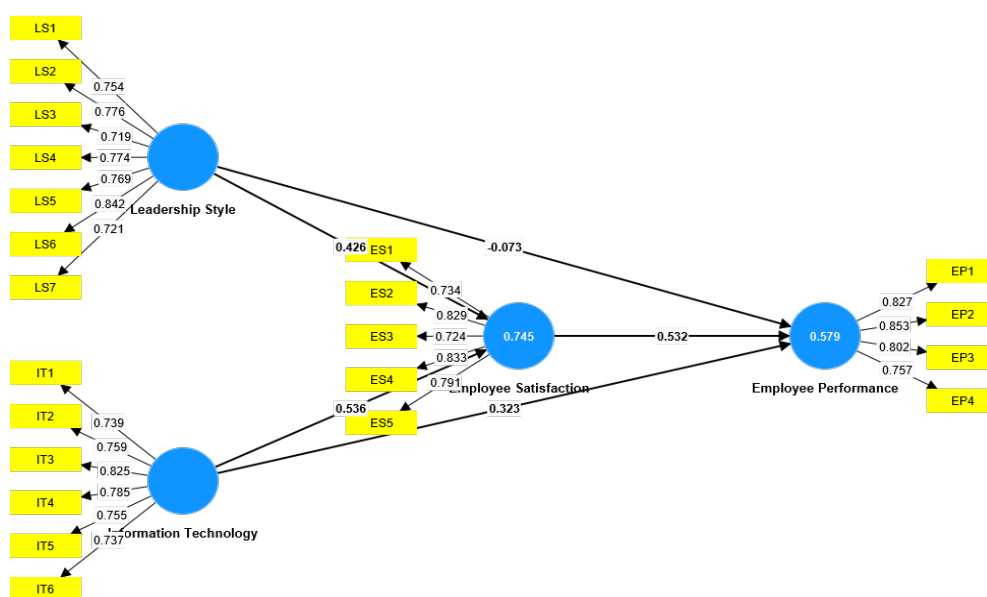 LS1
LS2
LS3
LS4
LS5
LS6
LS7
0.754
0.776
0.719
0.774
0.769
0.842
0.721
Leadership Style
0.426
-0.073
ES1
ES2
ES3
ES4
ES5
0.734
0.829
0.724
0.833
0.791
0.745
Employee Satisfaction
0.532
0.536
0.323
0.579
Employee Performance
0.827
0.853
0.802
0.757
EP1
EP2
EP3
EP4
IT1
IT2
IT3
IT4
IT5
IT6
0.739
0.759
0.825
0.785
0.755
0.737
Information Technology